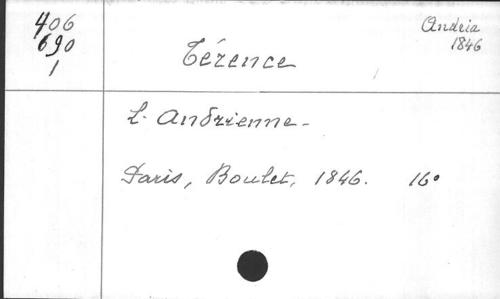 406
690
1
Andria
1846
Térence
L'Andrienne-
Paris, Boulet, 1846. 16°